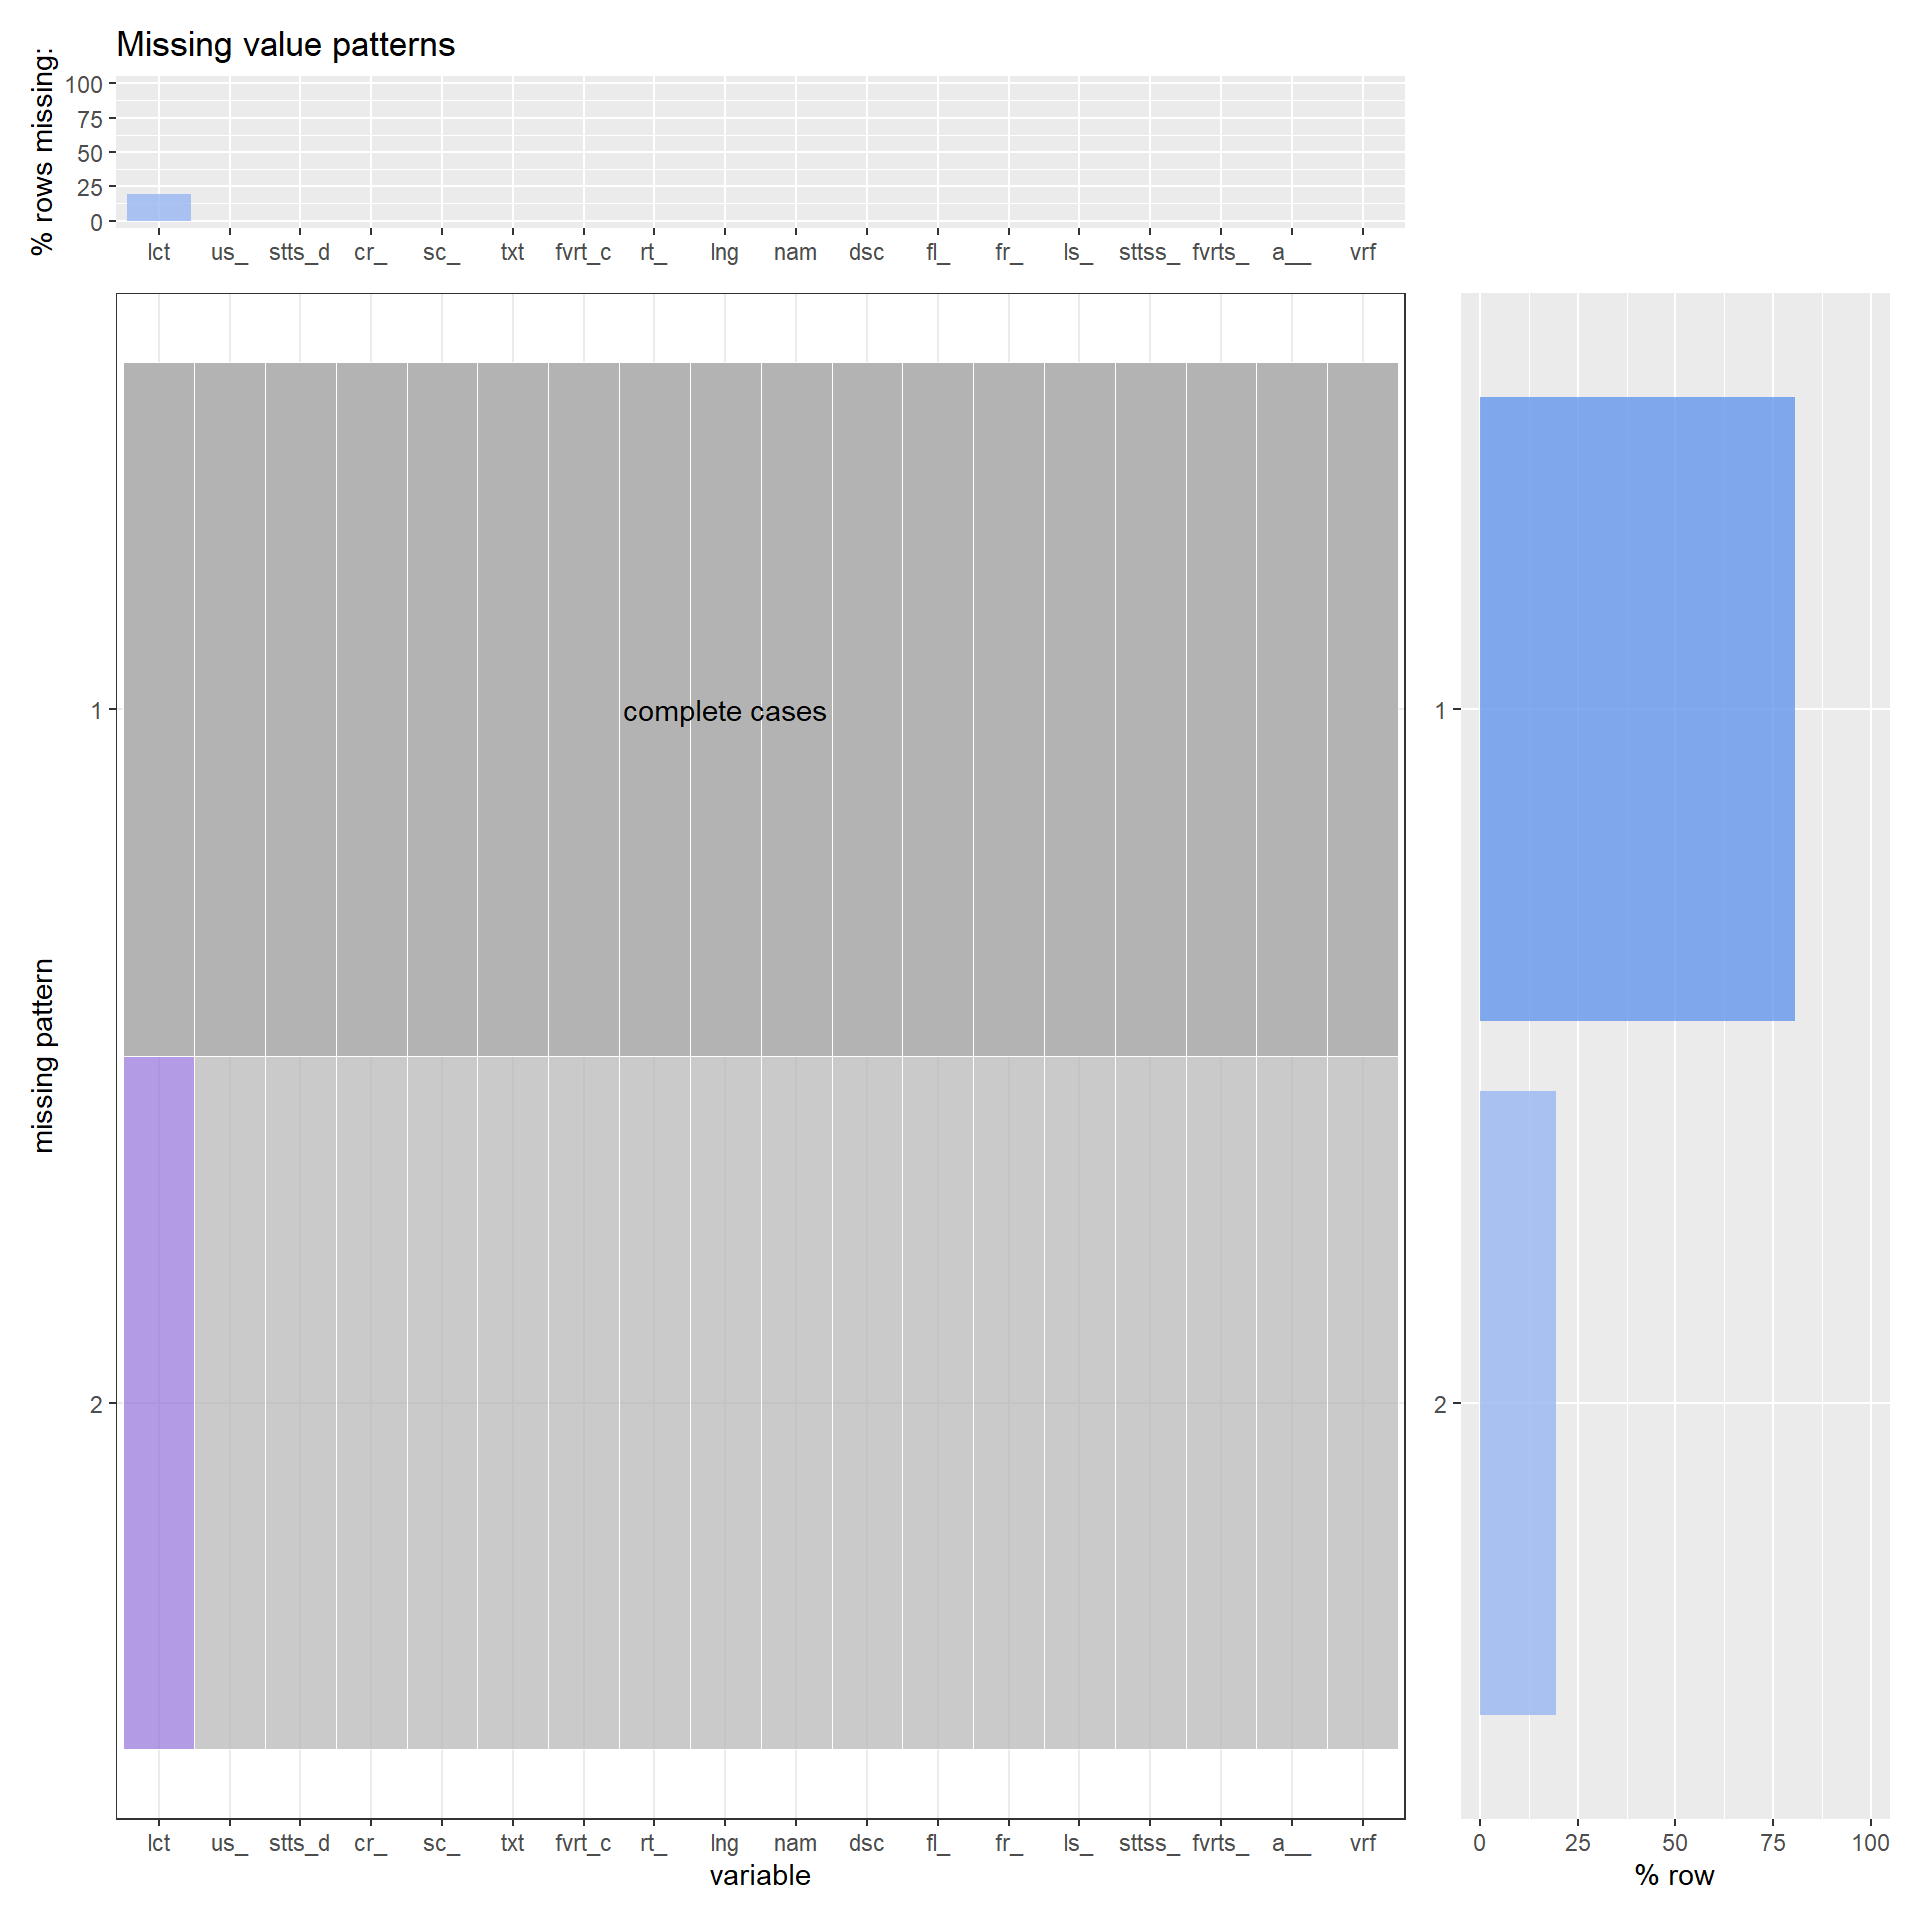 Missing value patterns
% rows missing:
100
75
50
25
0
lct us_ stts_d cr_ sc_ txt fvrt_c rt_ lng nam dsc fl_ fr_ ls_ sttss_ fvrts_ a__ vrf
missing pattern
1
complete cases
2
lct us_ stts_d cr_ sc_ txt fvrt_c rt_ lng nam dsc fl_ fr_ ls_ sttss_ fvrts_ a__ vrf
variable
1
2
0 25 50 75 100
% row